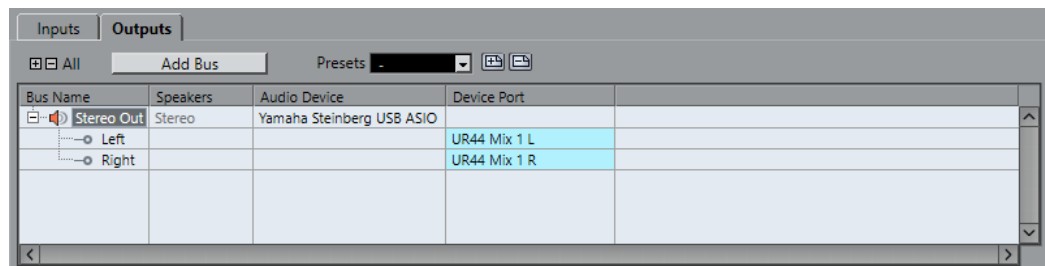 Inputs Outputs
All Add Bus Presets -
Bus Name Speakers Audio Device Device Port
Stereo Out Stereo Yamaha Steinberg USB ASIO
Left UR44 Mix 1 L
Right UR44 Mix 1 R